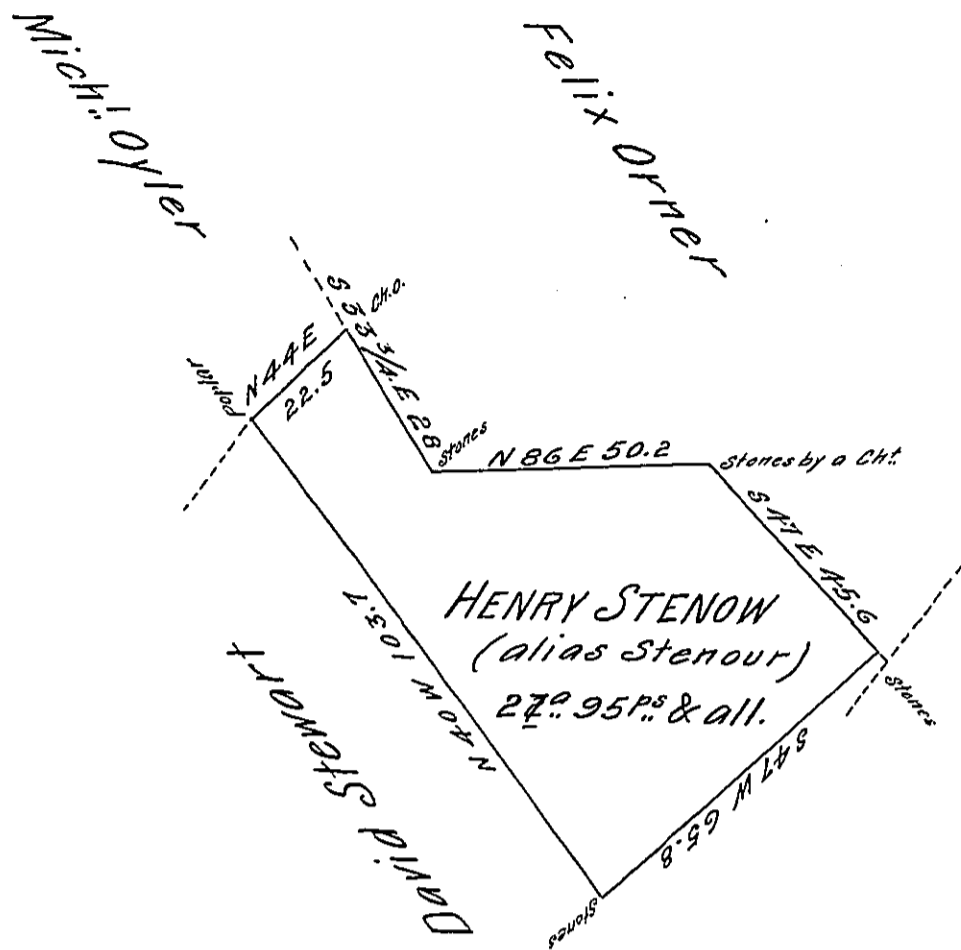 Mich!! Oyler
Felix Orner
Ch.O.
S 33 3/4 E 28
N 44 E
22.5
Poplar
Stones
N 86 E 50.2
Stones by a Cht.
S 47 E 45.6
Stones
HENRY STENOW
(alias Stenour)
27a.. 95Ps.. & all.
N 40 W 103.7
S 47 W 65.8
David Stewart
Stones